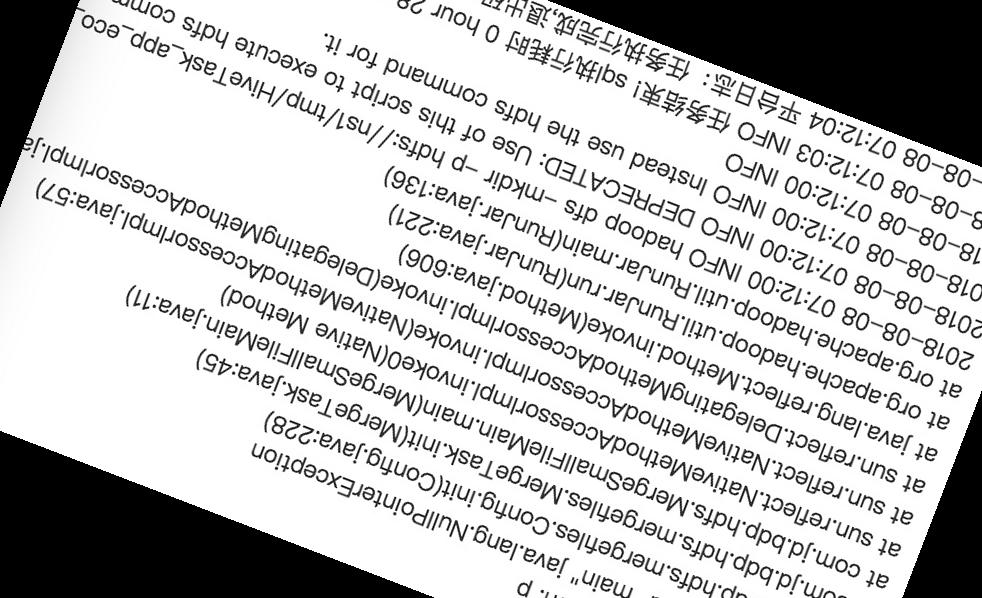 main" java.lang.NullPointerException
dp.hdfs.mergefiles.Config.init(Config.java:228)
com.jd.bdp.hdfs.mergefiles.MergeTask.init(MergeTask.java:45)
at com.jd.bdp.hdfs.MergeSmallFileMain.main(MergeSmallFileMain.java:11)
at sun.reflect.NativeMethodAccessorImpl.invoke0(Native Method)
at sun.reflect.NativeMethodAccessorImpl.invoke(NativeMethodAccessorImpl.java:57)
at sun.reflect.DelegatingMethodAccessorImpl.invoke(DelegatingMethodAccessorImpl.ja
at java.lang.reflect.Method.invoke(Method.java:606)
at org.apache.hadoop.util.RunJar.run(RunJar.java:221)
at org.apache.hadoop.util.RunJar.main(RunJar.java:136)
2018-08-08 07:12:00 INFO hadoop dfs -mkdir -p hdfs://ns1/tmp/HiveTask_app_eco_
2018-08-08 07:12:00 INFO DEPRECATED: Use of this script to execute hdfs comm
018-08-08 07:12:00 INFO Instead use the hdfs command for it.
18-08-08 07:12:00 INFO
8-08-08 07:12:03 INFO 任务结束! sql执行耗时 0 hour 28
-08-08 07:12:04 平台日志：任务执行完成,退出码